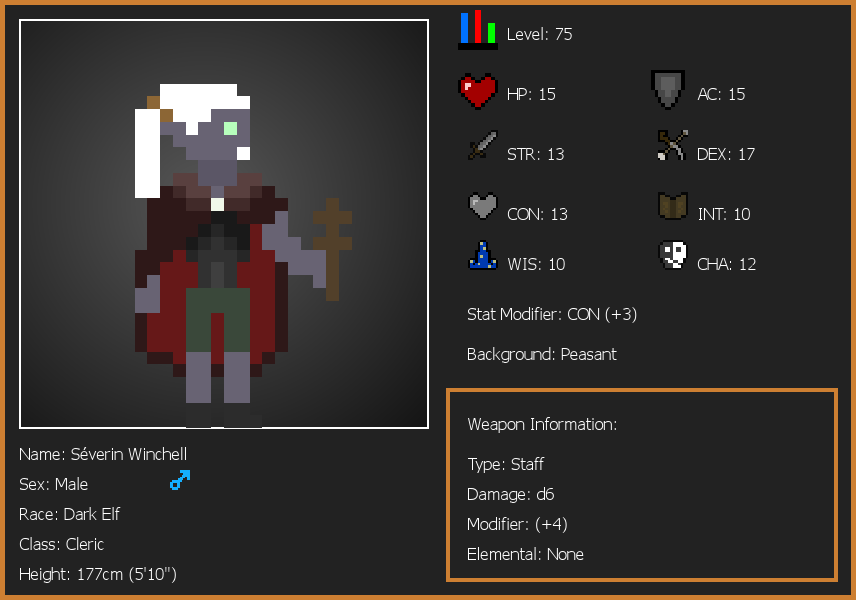 Level: 75
HP: 15
AC: 15
STR: 13
DEX: 17
CON: 13
INT: 10
WIS: 10
CHA: 12
Stat Modifier: CON (+3)
Background: Peasant
Weapon Information:
Type: Staff
Damage: d6
Modifier: (+4)
Elemental: None
Name: Séverin Winchell
Sex: Male
Race: Dark Elf
Class: Cleric
Height: 177cm (5'10")